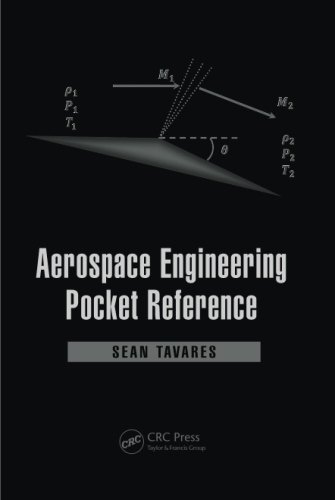 M₁
ρ₁
P₁
T₁
M₂
ρ₂
P₂
T₂
θ
Aerospace Engineering
Pocket Reference
SEAN TAVARES
CRC
CRC Press
Taylor & Francis Group